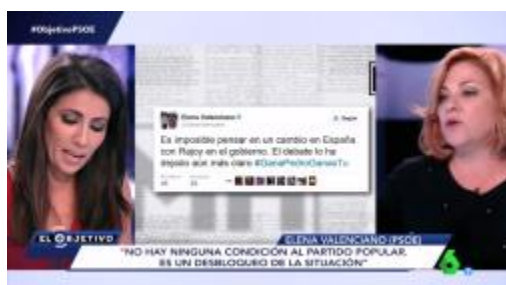 #ObjetivoPSOE
Elena Valenciano
Es imposible pensar en un cambio en España
con Rajoy en el gobierno. El debate lo ha
dejado aún más claro #GanaPedroGanasTu
EL OBJETIVO
ELENA VALENCIANO (PSOE)
"NO HAY NINGUNA CONDICIÓN AL PARTIDO POPULAR.
ES UN DESBLOQUEO DE LA SITUACIÓN"
6